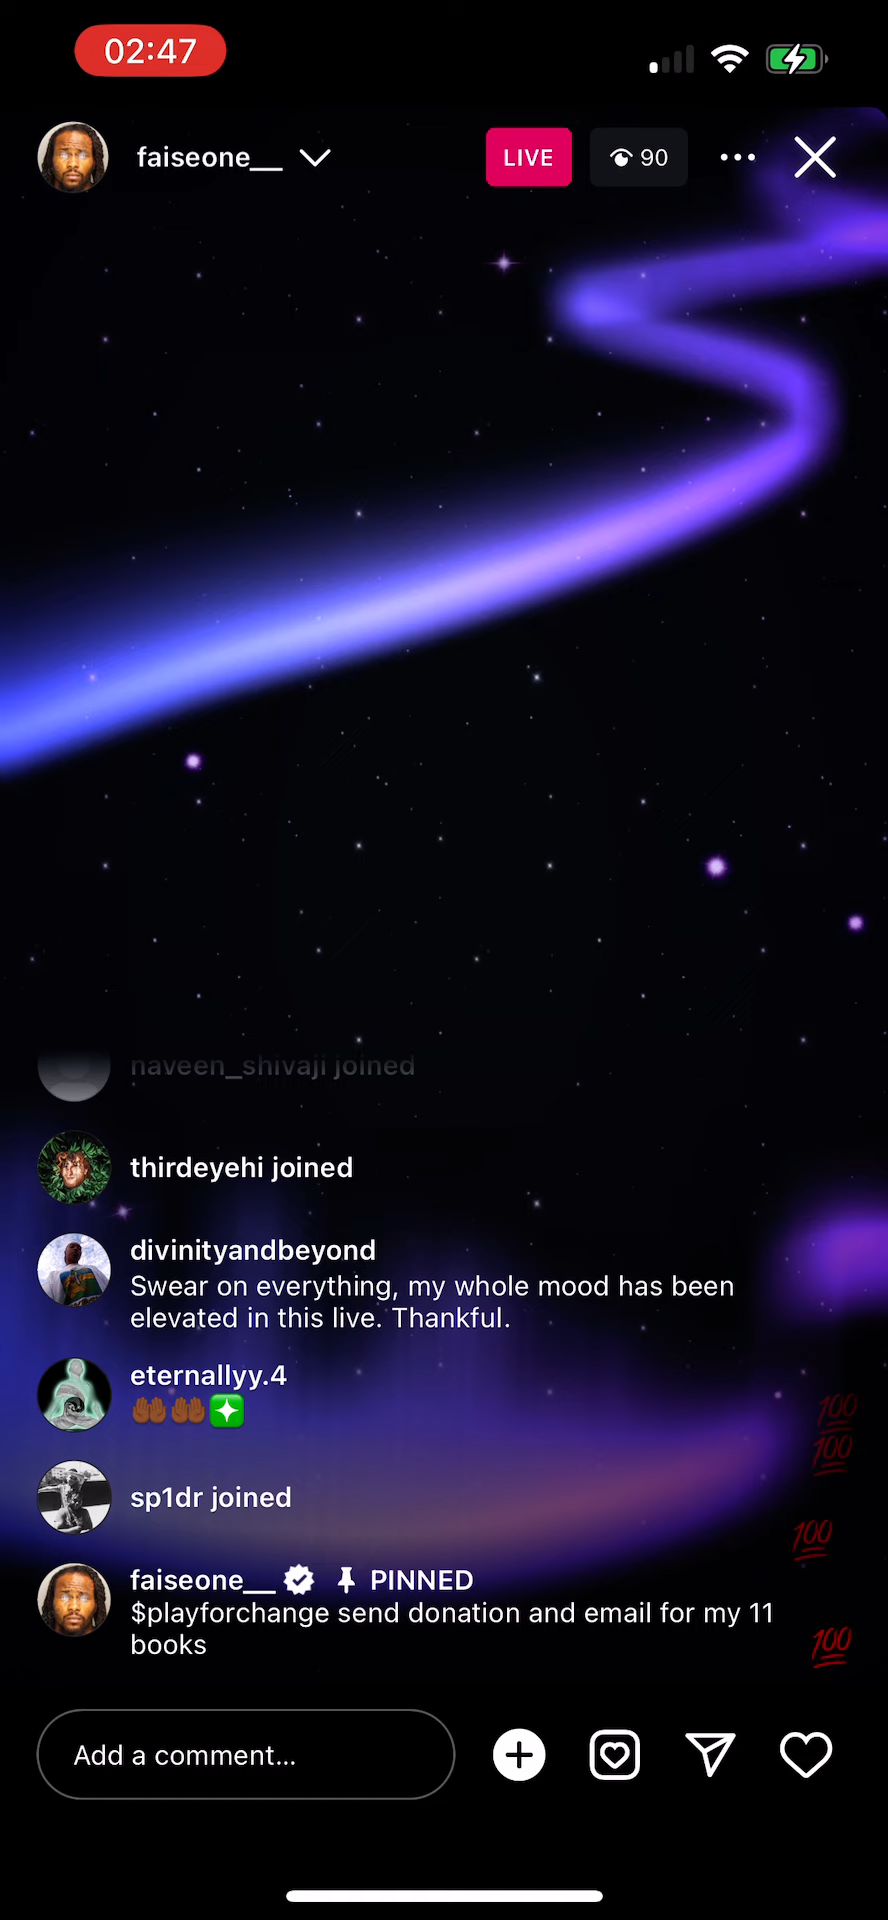 02:47
faiseone__
LIVE
90
naveen_shivaji joined
thirdeyehi joined
divinityandbeyond
Swear on everything, my whole mood has been
elevated in this live. Thankful.
eternallyy.4
🤲🏾🤲🏾❇️
sp1dr joined
faiseone__ PINNED
$playforchange send donation and email for my 11
books
💯
💯
💯
💯
Add a comment...